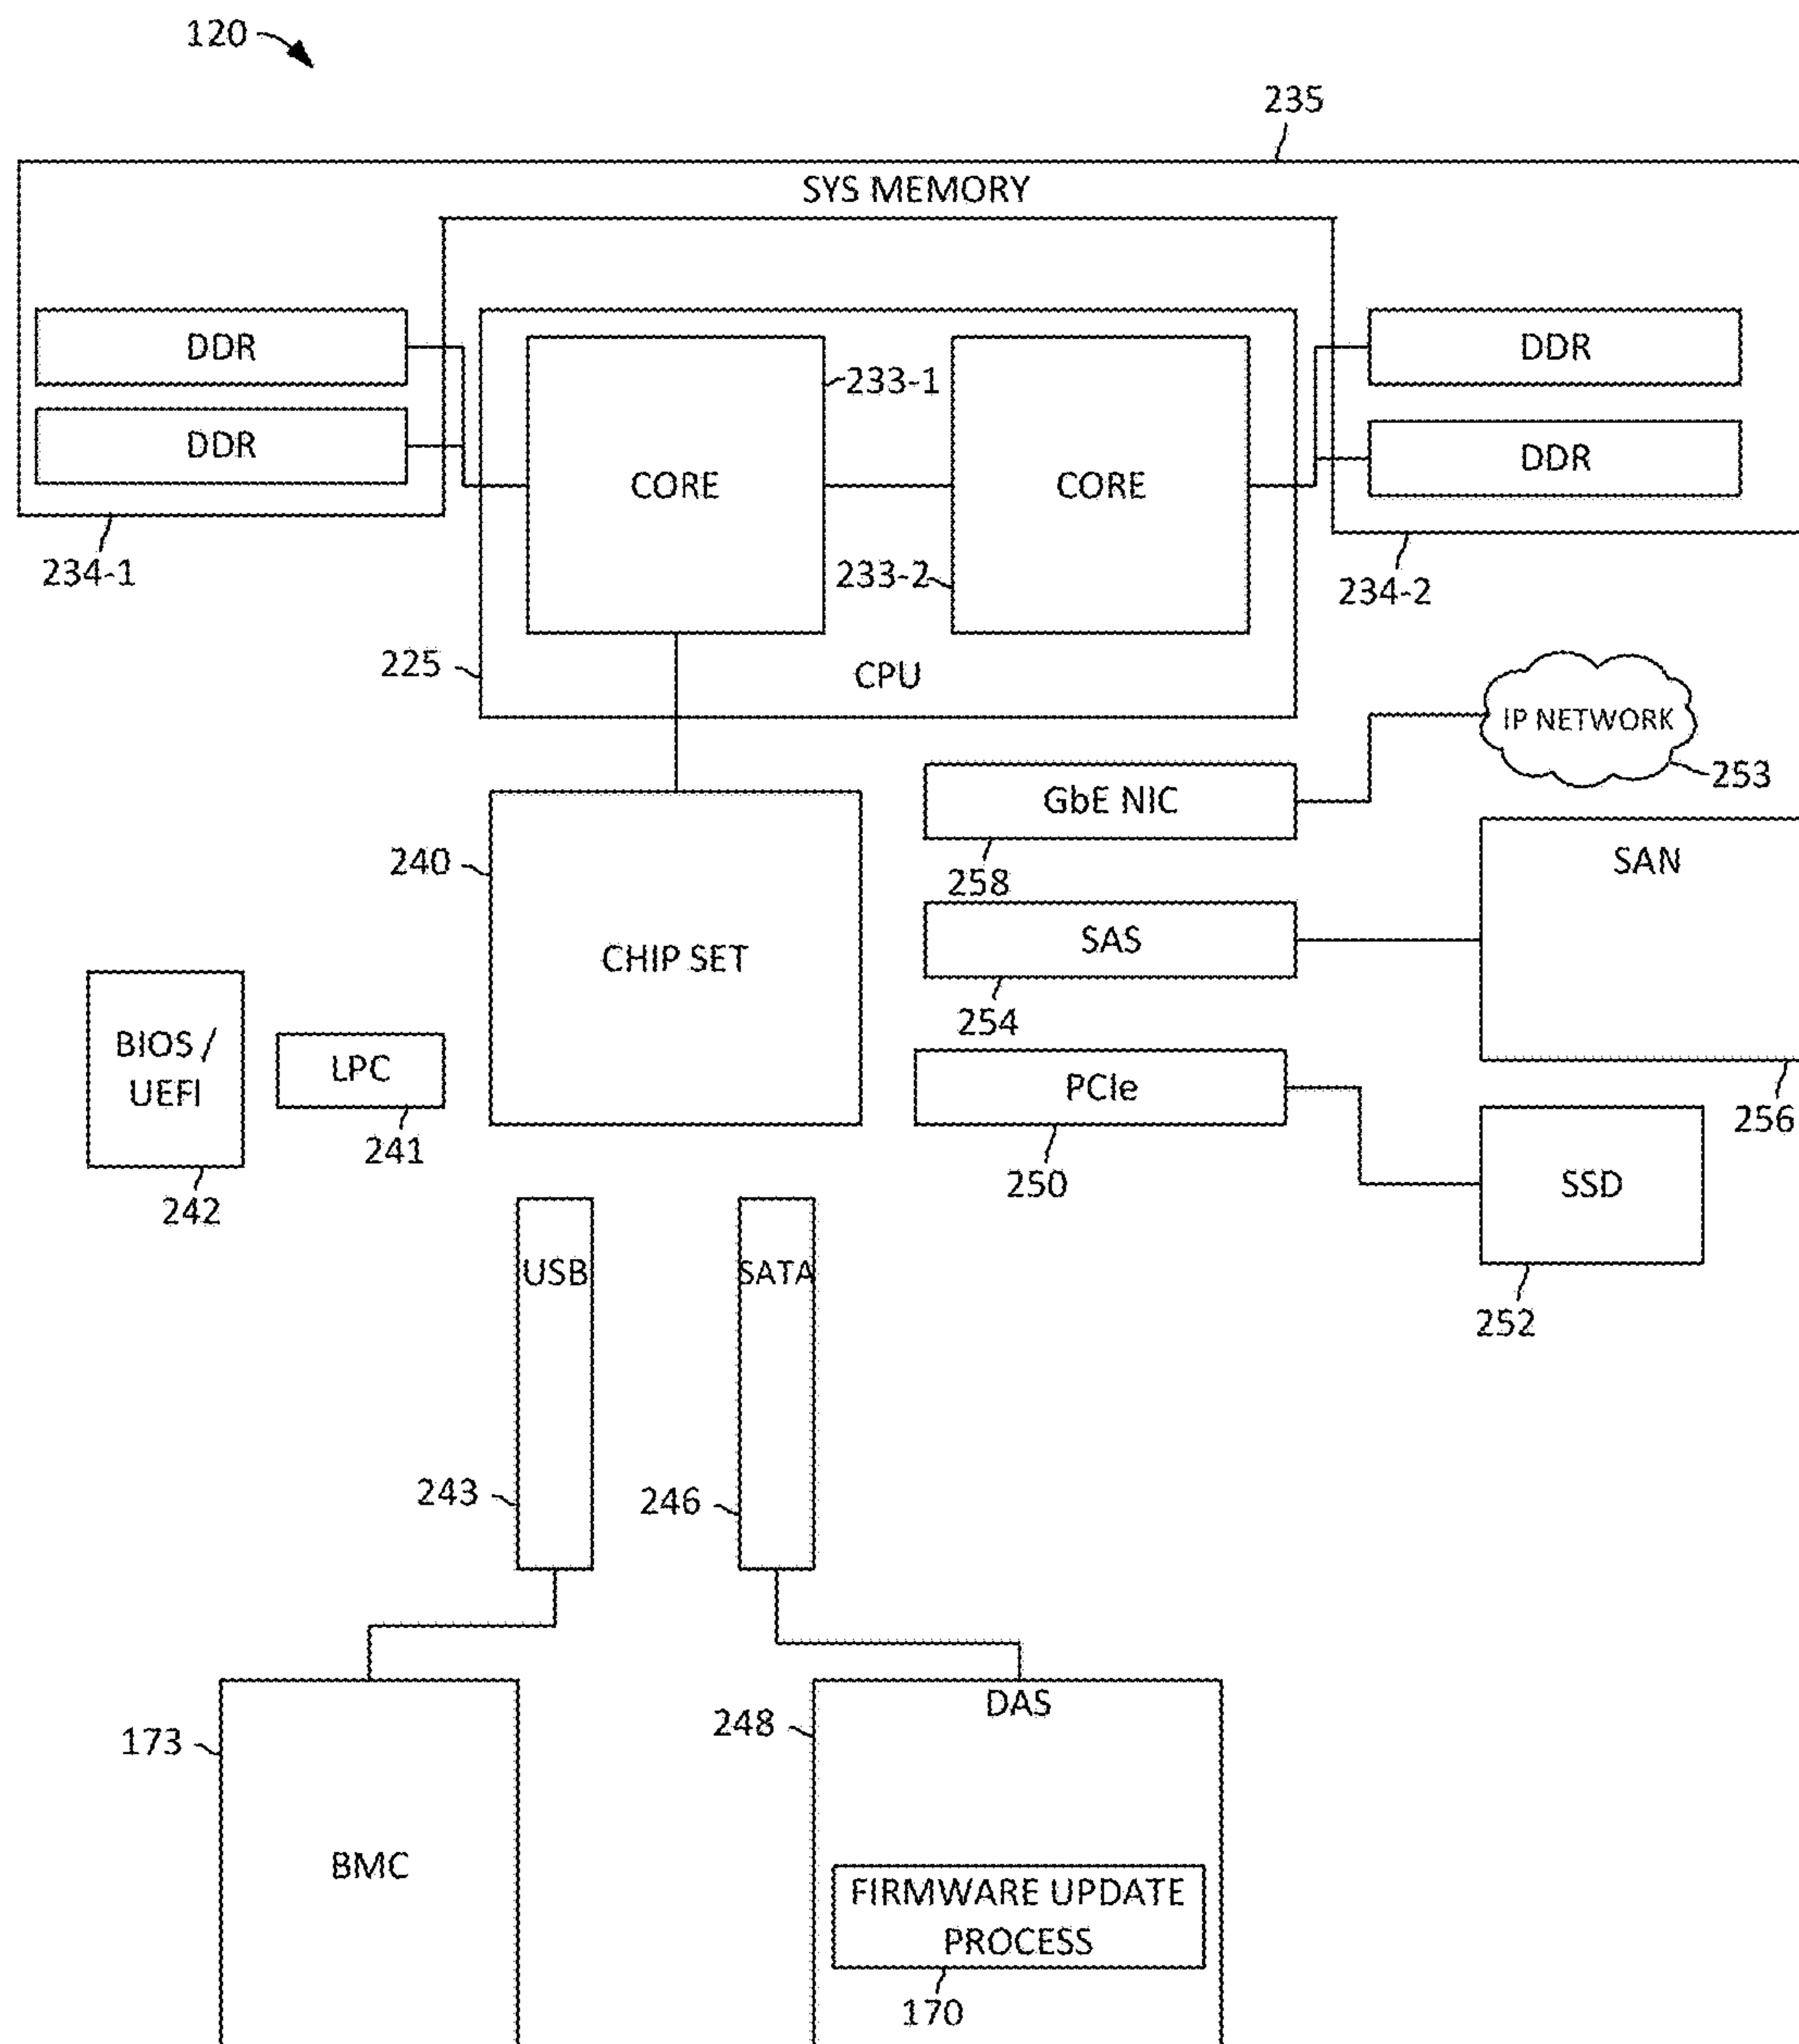 120
235
SYS MEMORY
DDR
DDR
DDR
DDR
233-1
CORE
CORE
233-2
234-1
234-2
225
CPU
IP NETWORK
253
GbE NIC
258
240
SAN
SAS
254
CHIP SET
BIOS /
UEFI
LPC
PCIe
256
241
250
242
SSD
USB
SATA
252
243
246
DAS
248
173
BMC
FIRMWARE UPDATE
PROCESS
170